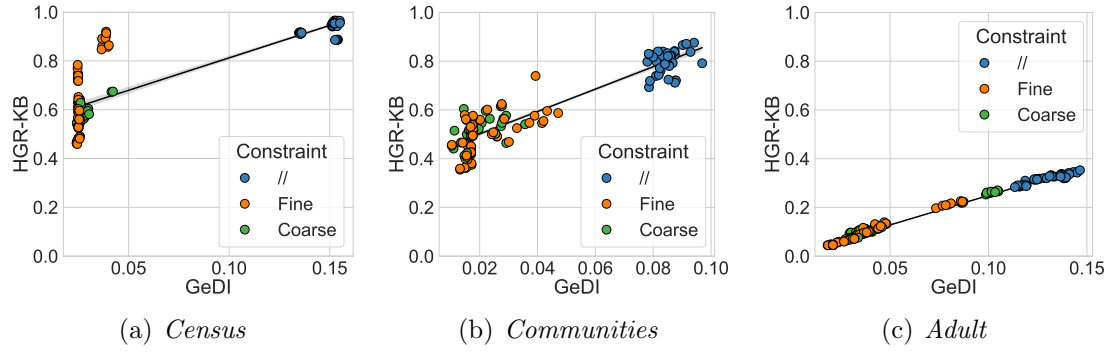 1.0
0.8
0.6
0.4
0.2
0.0
HGR-KB
0.05
0.10
0.15
GeDI
Constraint
//
Fine
Coarse
(a) Census
1.0
0.8
0.6
0.4
0.2
0.0
HGR-KB
0.02
0.04
0.06
0.08
0.10
GeDI
Constraint
//
Fine
Coarse
(b) Communities
1.0
0.8
0.6
0.4
0.2
0.0
HGR-KB
0.05
0.10
0.15
GeDI
Constraint
//
Fine
Coarse
(c) Adult